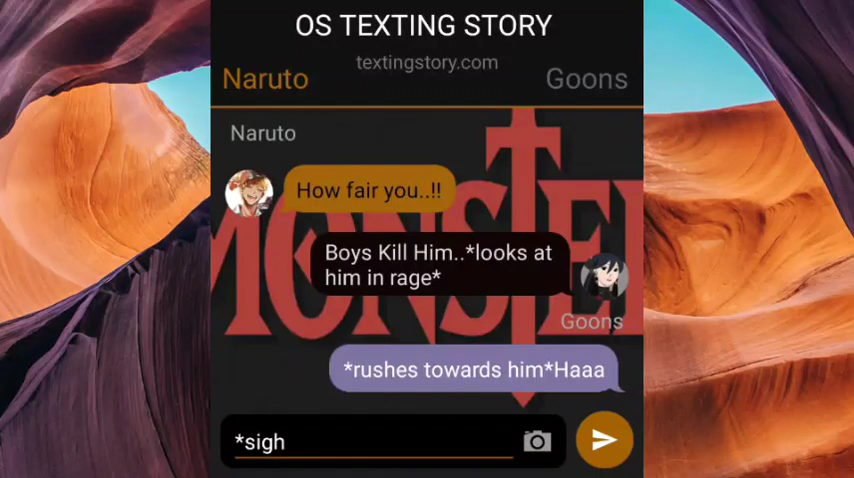 OS TEXTING STORY
textingstory.com
Naruto
Goons
Naruto
How fair you..!!
Boys Kill Him..*looks at
him in rage*
MONSTER
Goons
*rushes towards him*Haaa
*sigh